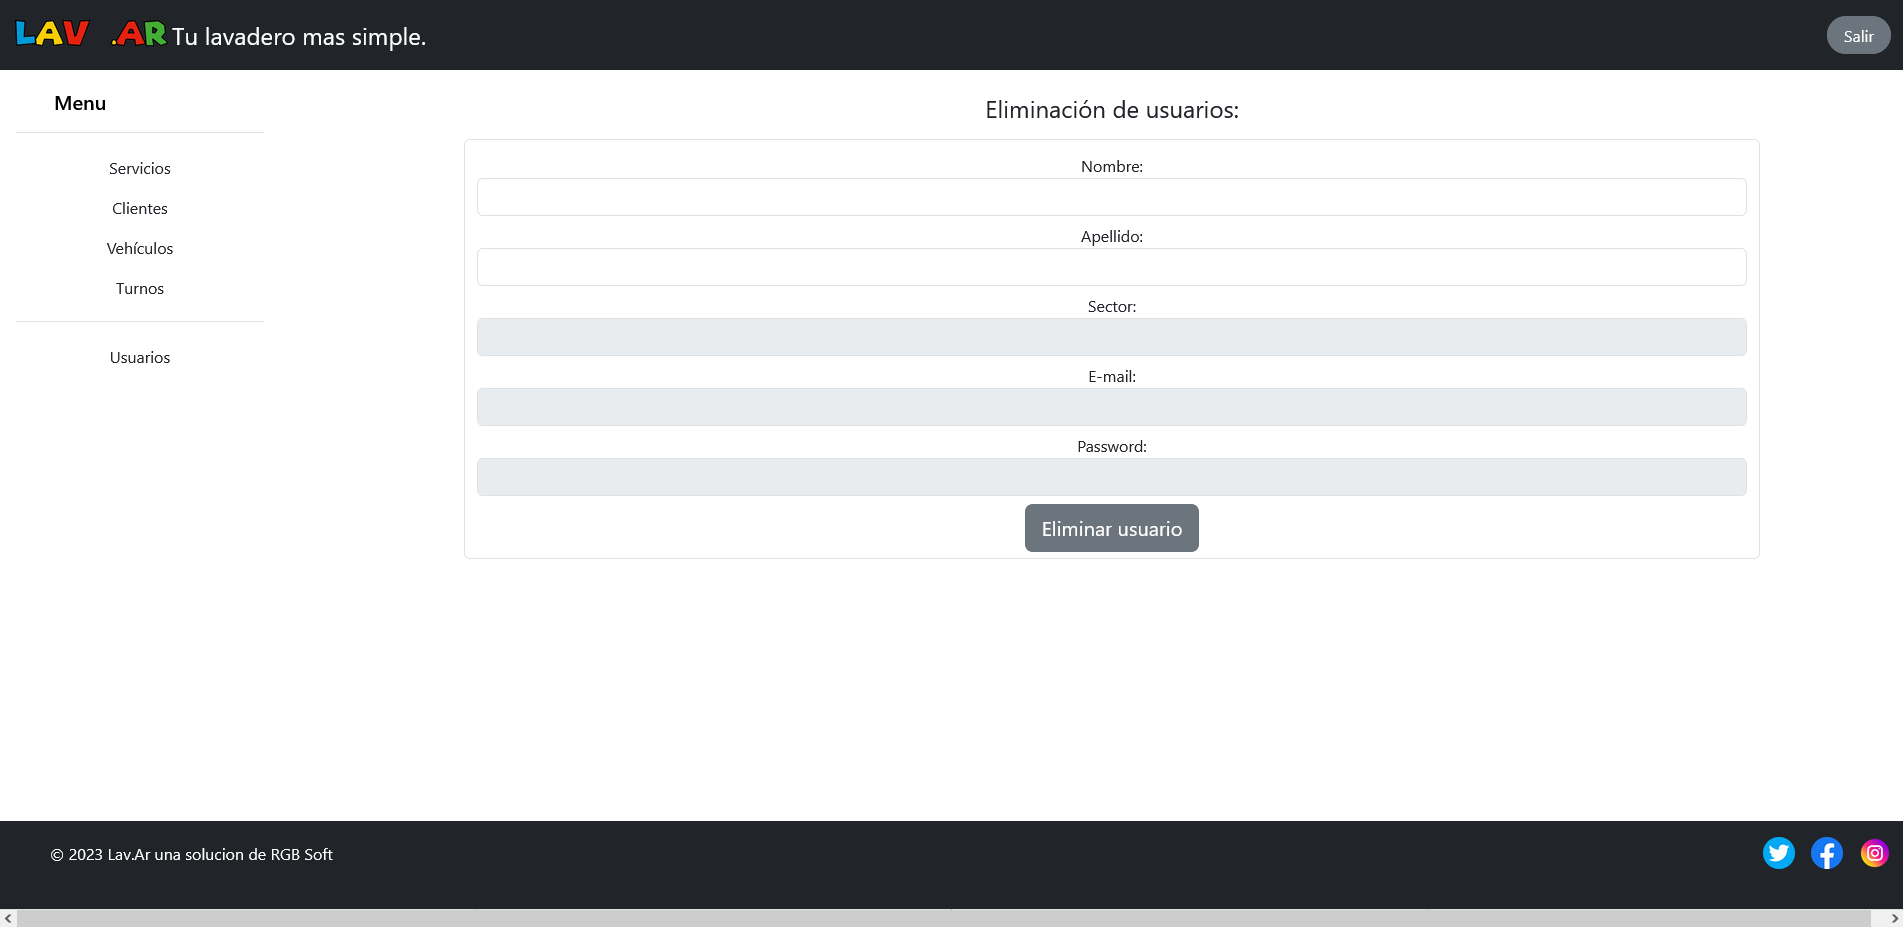 LAV .AR Tu lavadero mas simple.
Salir
Menu
Servicios
Clientes
Vehículos
Turnos
Usuarios
Eliminación de usuarios:
Nombre:
Apellido:
Sector:
E-mail:
Password:
Eliminar usuario
© 2023 Lav.Ar una solucion de RGB Soft